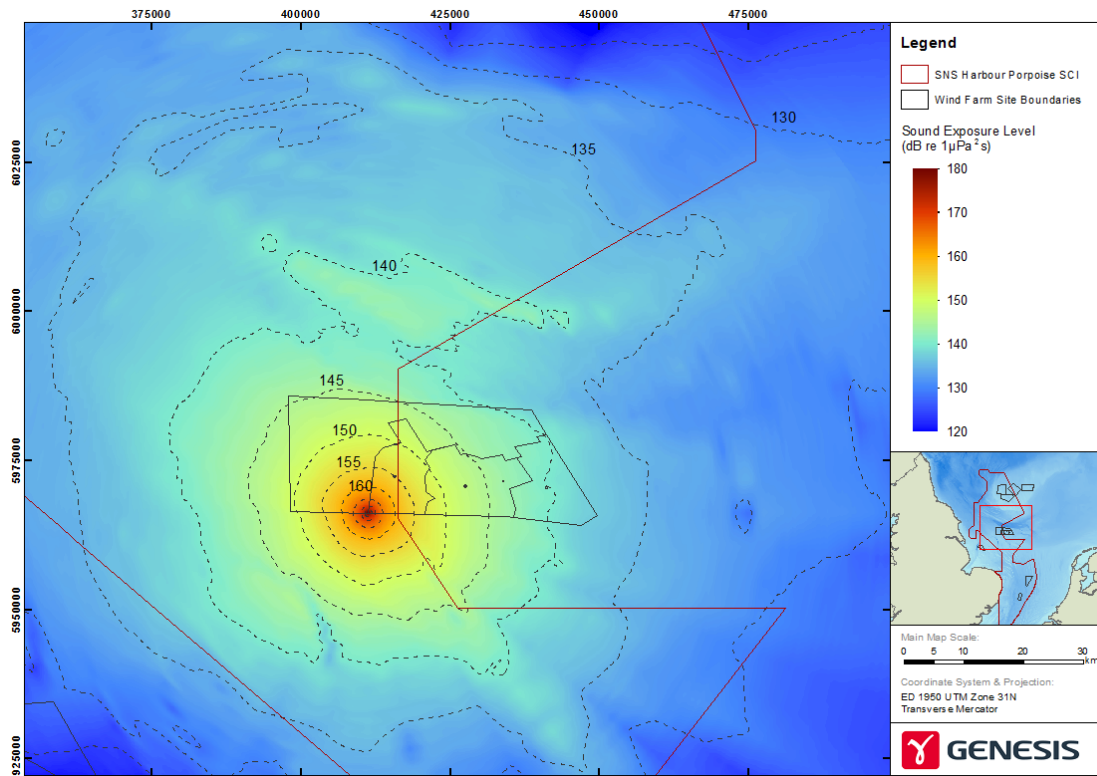 375000 400000 425000 450000 475000
6025000
6000000
5975000
5950000
5925000
130
135
140
145
150
155
160
Legend
SNS Harbour Porpoise SCI
Wind Farm Site Boundaries
Sound Exposure Level
(dB re 1µPa²s)
180
170
160
150
140
130
120
Main Map Scale:
0 5 10 20 30
km
Coordinate System & Projection:
ED 1950 UTM Zone 31N
Transverse Mercator
GENESIS